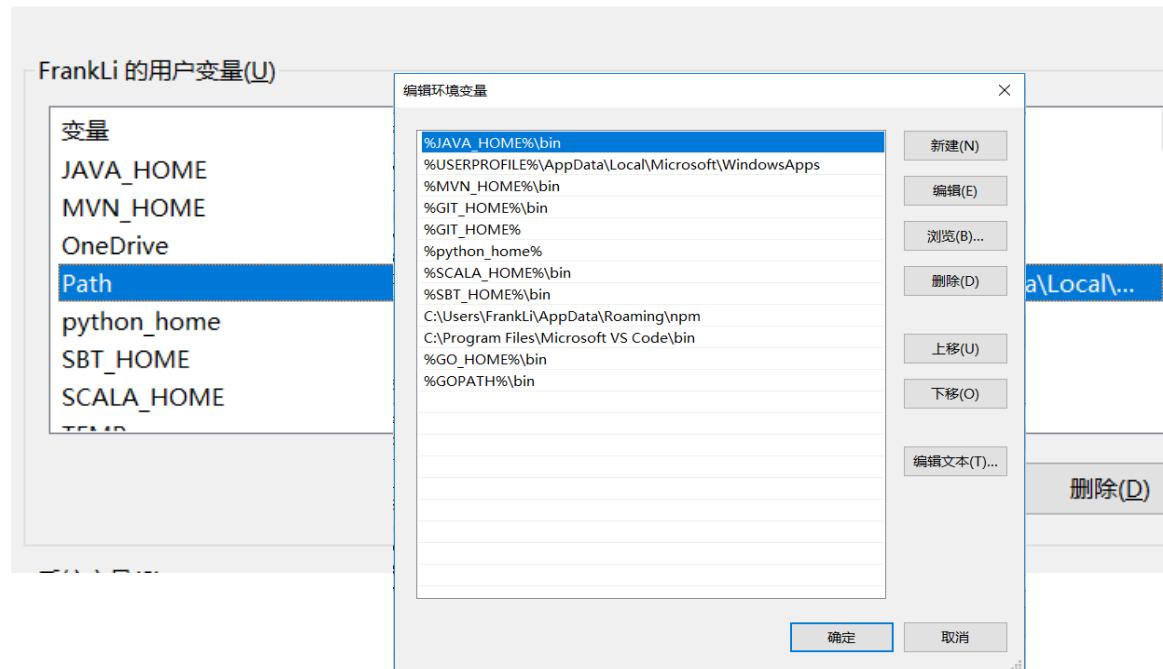 FrankLi 的用户变量(U)
变量
JAVA_HOME
MVN_HOME
OneDrive
Path
a\Local\...
python_home
SBT_HOME
SCALA_HOME
TEMP
删除(D)
编辑环境变量
%JAVA_HOME%\bin
%USERPROFILE%\AppData\Local\Microsoft\WindowsApps
%MVN_HOME%\bin
%GIT_HOME%\bin
%GIT_HOME%
%python_home%
%SCALA_HOME%\bin
%SBT_HOME%\bin
C:\Users\FrankLi\AppData\Roaming\npm
C:\Program Files\Microsoft VS Code\bin
%GO_HOME%\bin
%GOPATH%\bin
新建(N)
编辑(E)
浏览(B)...
删除(D)
上移(U)
下移(O)
编辑文本(T)...
确定
取消